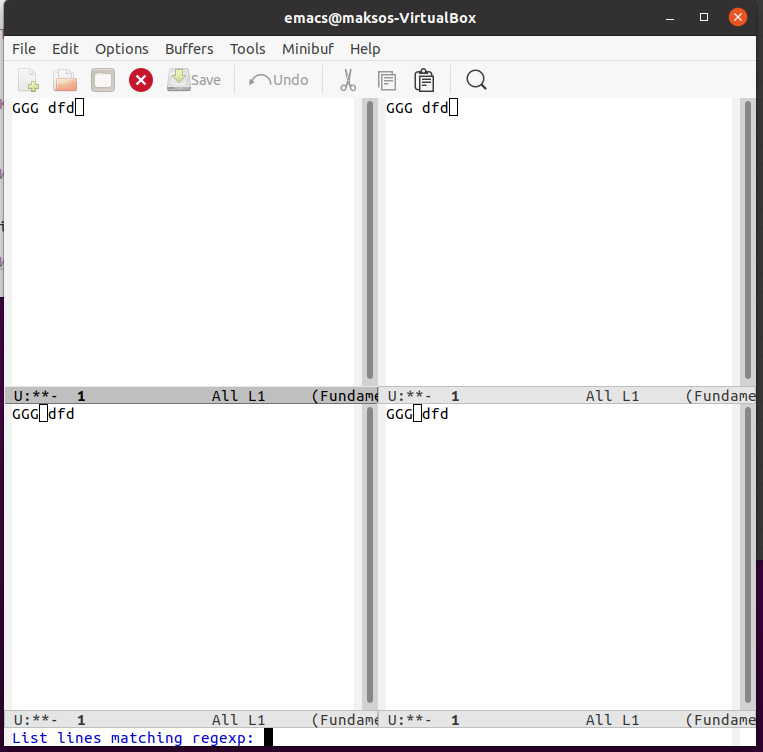 emacs@maksos-VirtualBox
File Edit Options Buffers Tools Minibuf Help
Save Undo
GGG dfd
GGG dfd
U:**-  1 All L1 (Fundame
U:**-  1 All L1 (Fundame
GGG dfd
GGG dfd
U:**-  1 All L1 (Fundame
U:**-  1 All L1 (Fundame
List lines matching regexp: